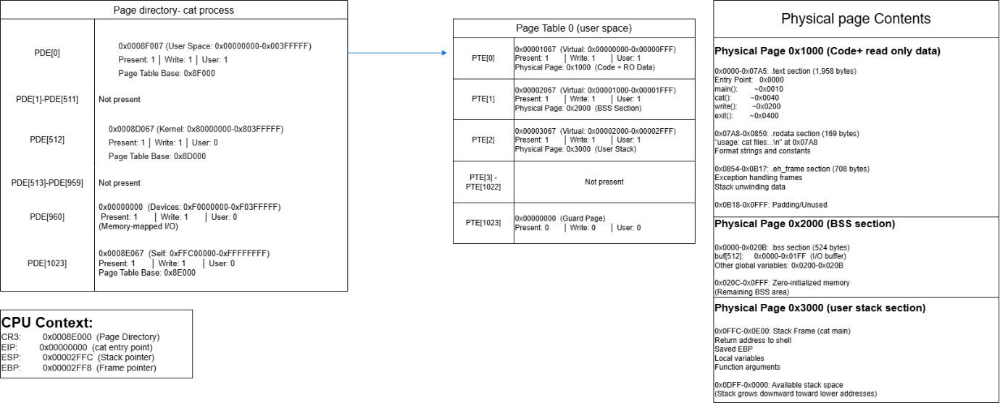 Page directory- cat process
PDE[0]
0x0008F007 (User Space: 0x00000000-0x003FFFFF)
Present: 1 | Write: 1 | User: 1
Page Table Base: 0x8F000
PDE[1]-PDE[511]
Not present
PDE[512]
0x0008D067 (Kernel: 0x80000000-0x803FFFFF)
Present: 1 | Write: 1 | User: 0
Page Table Base: 0x8D000
PDE[513]-PDE[959]
Not present
PDE[960]
0x00000000 (Devices: 0xF0000000-0xF03FFFFF)
Present: 1 | Write: 1 | User: 0
(Memory-mapped I/O)
PDE[1023]
0x0008E067 (Self: 0xFFC00000-0xFFFFFFFF)
Present: 1 | Write: 1 | User: 0
Page Table Base: 0x8E000
CPU Context:
CR3: 0x0008E000 (Page Directory)
EIP: 0x00000000 (cat entry point)
ESP: 0x00002FFC (Stack pointer)
EBP: 0x00002FF8 (Frame pointer)
Page Table 0 (user space)
PTE[0]
0x00001067 (Virtual: 0x00000000-0x00000FFF)
Present: 1 | Write: 1 | User: 1
Physical Page: 0x1000 (Code + RO Data)
PTE[1]
0x00002067 (Virtual: 0x00001000-0x00001FFF)
Present: 1 | Write: 1 | User: 1
Physical Page: 0x2000 (BSS Section)
PTE[2]
0x00003067 (Virtual: 0x00002000-0x00002FFF)
Present: 1 | Write: 1 | User: 1
Physical Page: 0x3000 (User Stack)
PTE[3] -
PTE[1022]
Not present
PTE[1023]
0x00000000 (Guard Page)
Present: 0 | Write: 0 | User: 0
Physical page Contents
Physical Page 0x1000 (Code+ read only data)
0x0000-0x07A5: .text section (1,958 bytes)
Entry Point: 0x0000
main(): ~0x0010
cat(): ~0x0040
write(): ~0x0200
exit(): ~0x0400
0x07A8-0x0850: .rodata section (169 bytes)
"usage: cat files...\n" at 0x07A8
Format strings and constants
0x0854-0x0B17: .eh_frame section (708 bytes)
Exception handling frames
Stack unwinding data
0x0B18-0x0FFF: Padding/Unused
Physical Page 0x2000 (BSS section)
0x0000-0x020B: .bss section (524 bytes)
buf[512]: 0x0000-0x01FF (I/O buffer)
Other global variables: 0x0200-0x020B
0x020C-0x0FFF: Zero-initialized memory
(Remaining BSS area)
Physical Page 0x3000 (user stack section)
0x0FFC-0x0E00: Stack Frame (cat main)
Return address to shell
Saved EBP
Local variables
Function arguments
0x0DFF-0x0000: Available stack space
(Stack grows downward toward lower addresses)